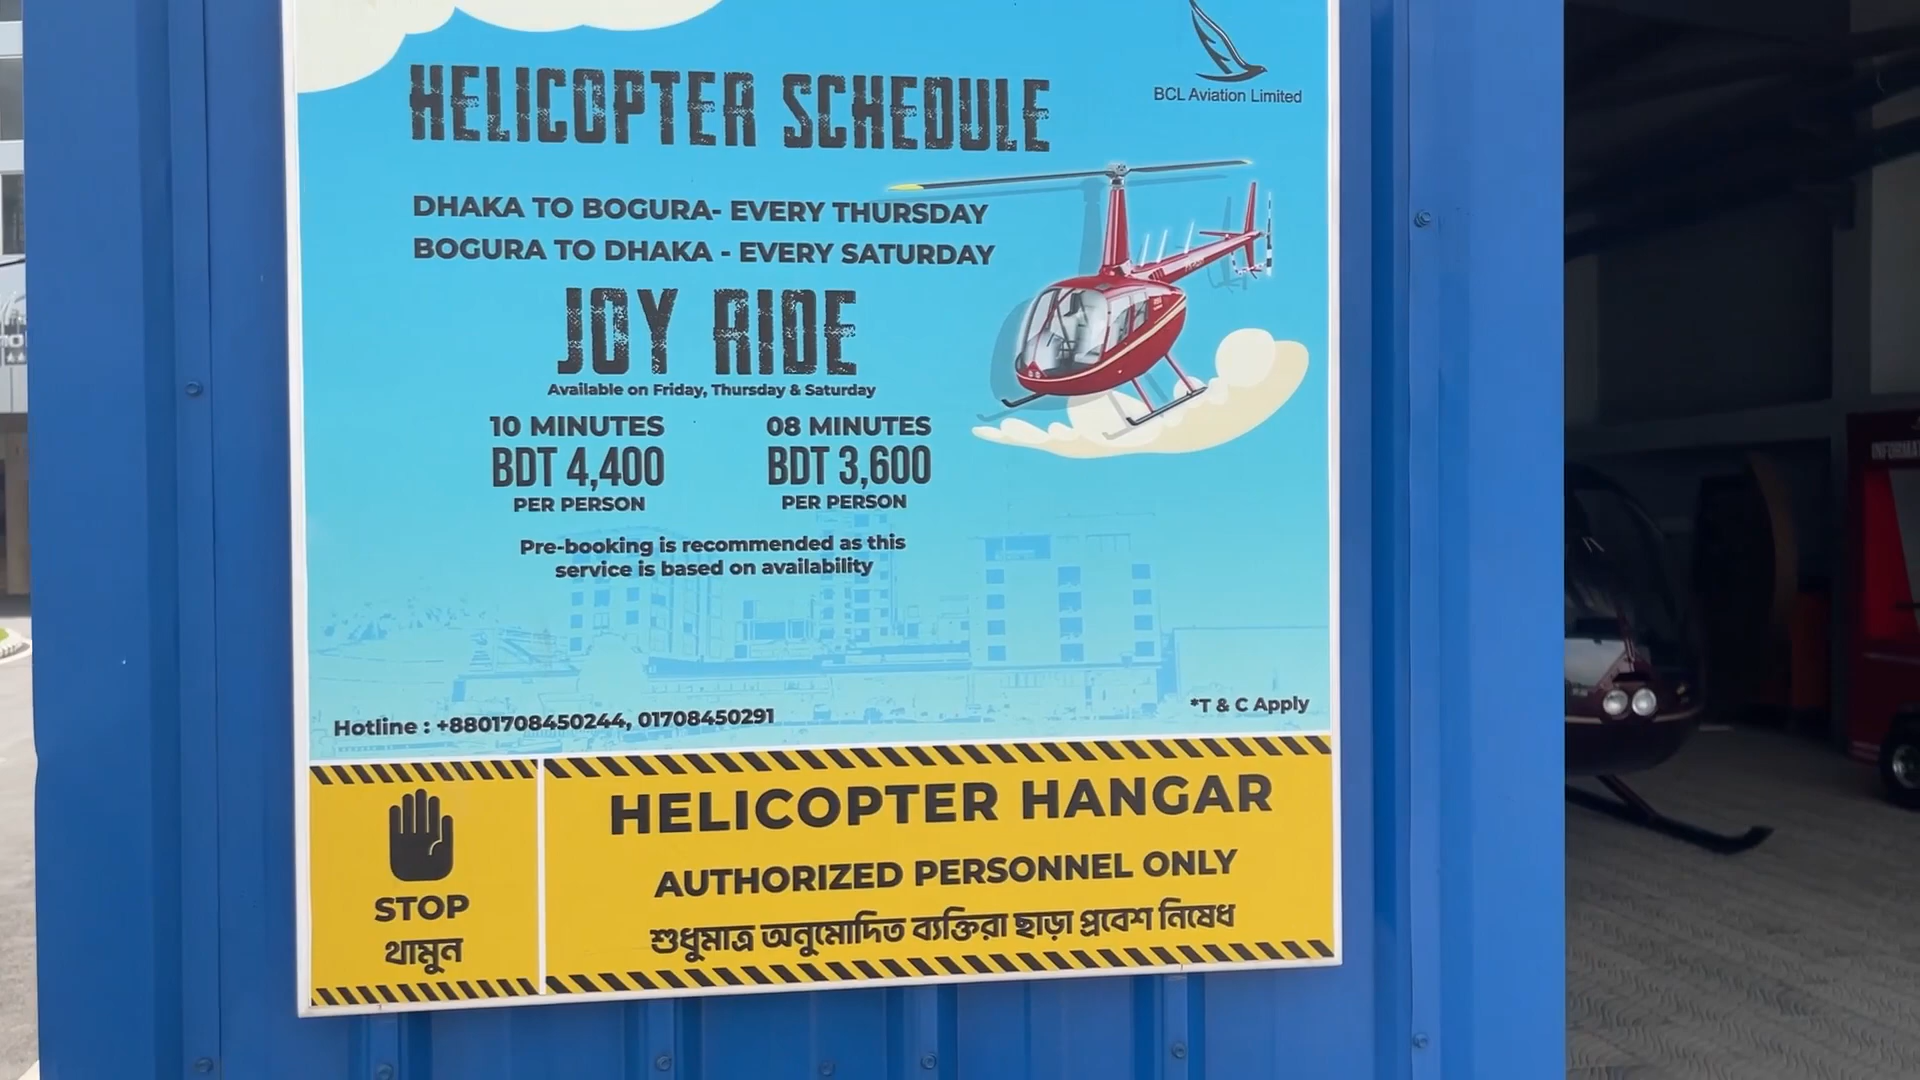 BCL Aviation Limited
HELICOPTER SCHEDULE
DHAKA TO BOGURA- EVERY THURSDAY
BOGURA TO DHAKA - EVERY SATURDAY
JOY RIDE
Available on Friday, Thursday & Saturday
10 MINUTES
BDT 4,400
PER PERSON
08 MINUTES
BDT 3,600
PER PERSON
Pre-booking is recommended as this
service is based on availability
Hotline : +8801708450244, 01708450291
*T & C Apply
STOP
থামুন
HELICOPTER HANGAR
AUTHORIZED PERSONNEL ONLY
শুধুমাত্র অনুমোদিত ব্যক্তিরা ছাড়া প্রবেশ নিষেধ